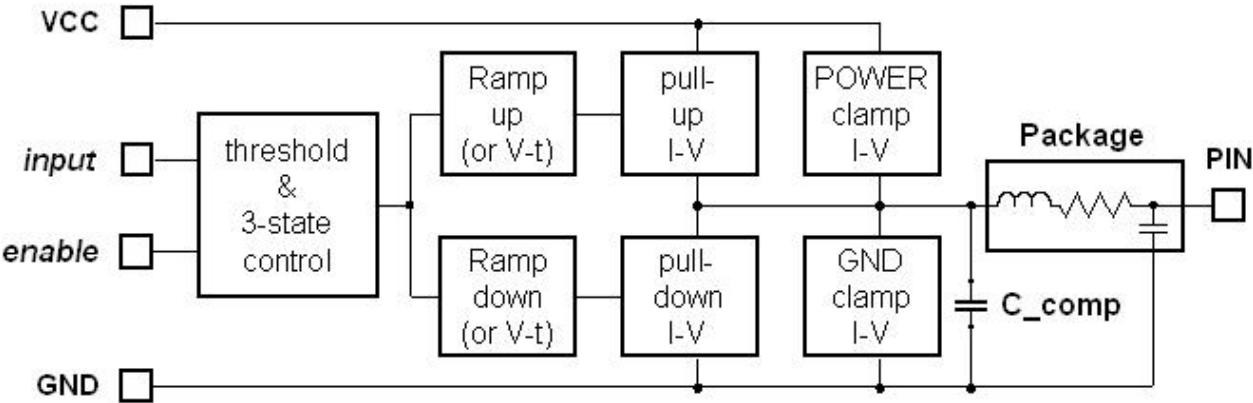 VCC
Ramp
up
(or V-t)
pull-
up
I-V
POWER
clamp
I-V
Package
PIN
input
threshold
&
3-state
control
enable
Ramp
down
(or V-t)
pull-
down
I-V
GND
clamp
I-V
C_comp
GND